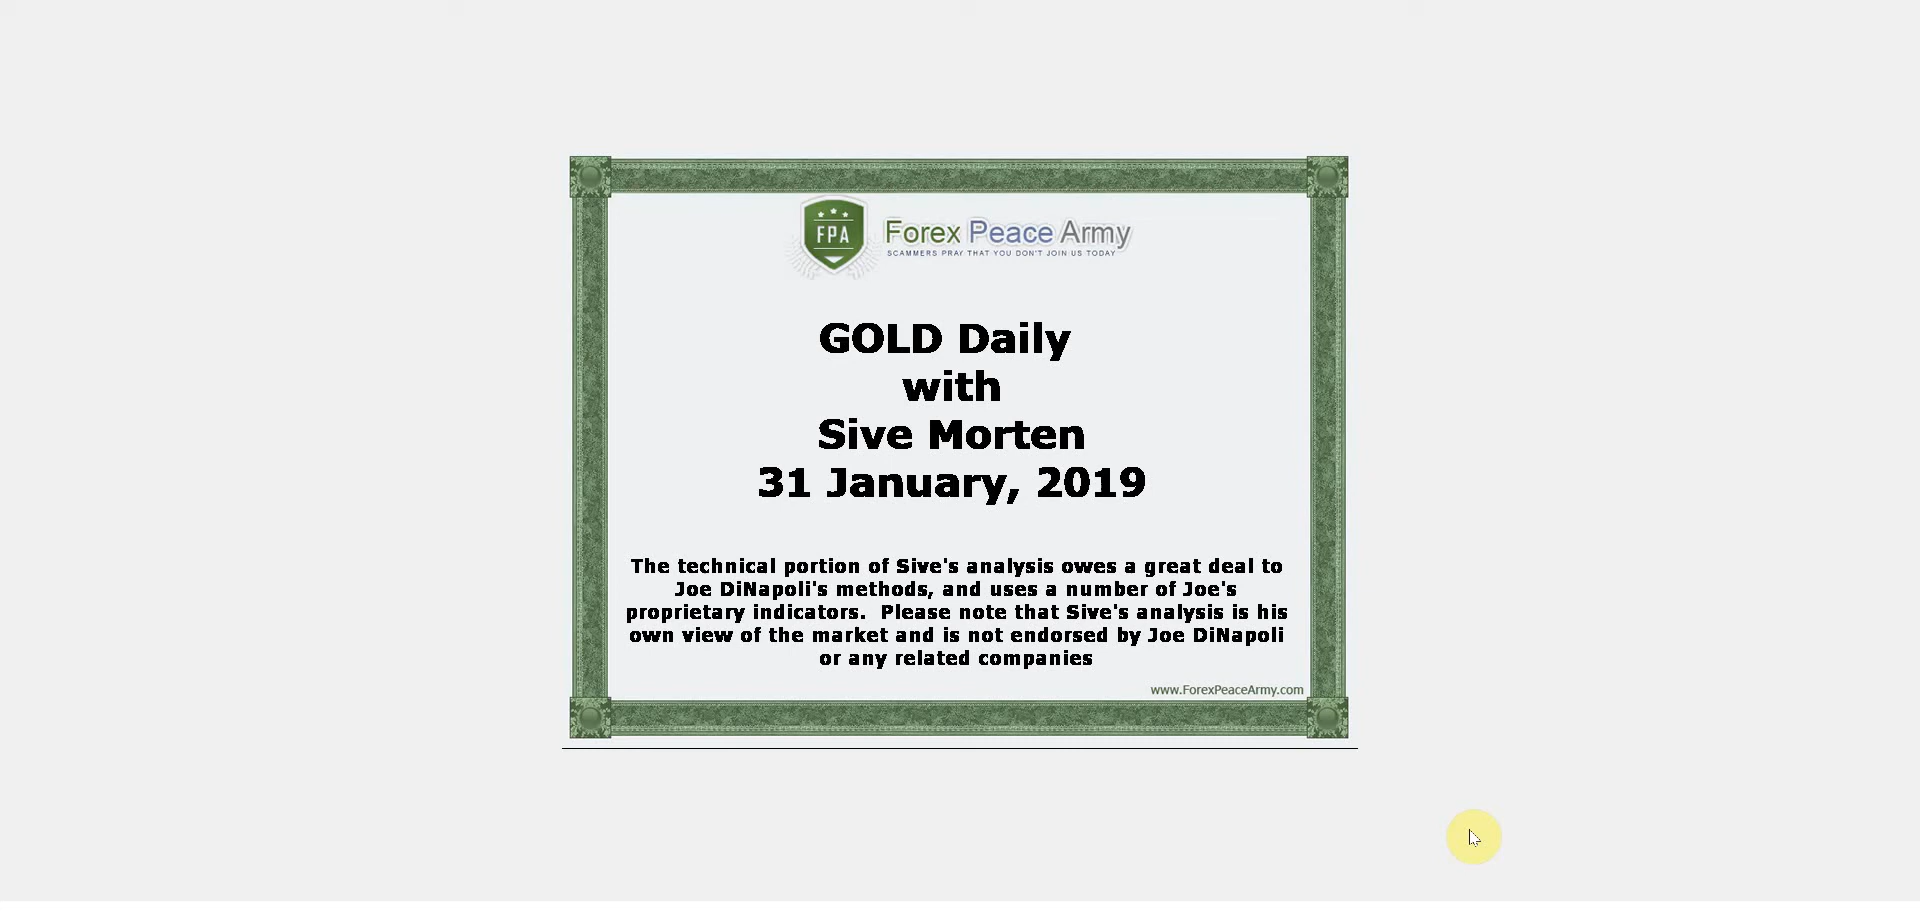 FPA
Forex Peace Army
SCAMMERS PRAY THAT YOU DON'T JOIN US TODAY
GOLD Daily
with
Sive Morten
31 January, 2019
The technical portion of Sive's analysis owes a great deal to
Joe DiNapoli's methods, and uses a number of Joe's
proprietary indicators.  Please note that Sive's analysis is his
own view of the market and is not endorsed by Joe DiNapoli
or any related companies
www.ForexPeaceArmy.com